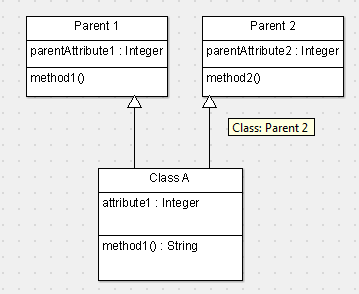 Parent 1
parentAttribute1 : Integer
method1()
Parent 2
parentAttribute2 : Integer
method2()
Class: Parent 2
Class A
attribute1 : Integer
method1() : String